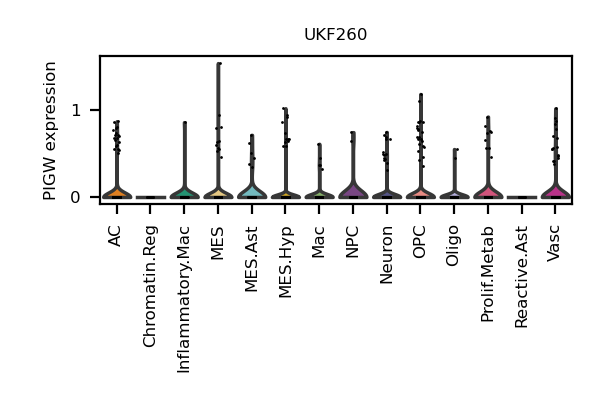 UKF260
PIGW expression
1
0
AC
Chromatin.Reg
Inflammatory.Mac
MES
MES.Ast
MES.Hyp
Mac
NPC
Neuron
OPC
Oligo
Prolif.Metab
Reactive.Ast
Vasc